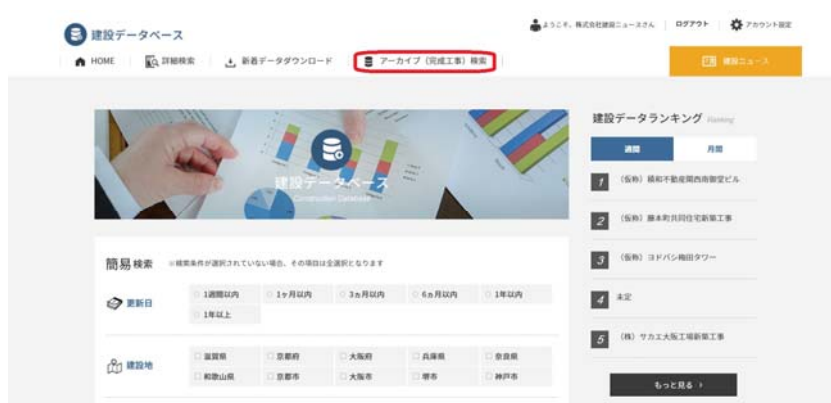 建設データベース
ようこそ、株式会社建設ニュースさん ログアウト アカウント設定
HOME 詳細検索 新着データダウンロード アーカイブ（完成工事）検索 建設ニュース
建設データベース
Construction Database
建設データランキング Ranking
週間 月間
1 （仮称）積和不動産関西南御堂ビル
2 （仮称）藤本町共同住宅新築工事
3 （仮称）ヨドバシ梅田タワー
4 未定
5 （株）サカエ大阪工場新築工事
もっと見る ›
簡易検索 ※検索条件が選択されていない場合、その項目は全選択となります
更新日
1週間以内 1ヶ月以内 3ヵ月以内 6ヵ月以内 1年以内
1年以上
建設地
滋賀県 京都府 大阪府 兵庫県 奈良県
和歌山県 京都市 大阪市 堺市 神戸市